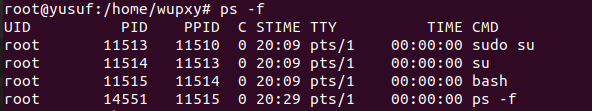 root@yusuf:/home/wupxy# ps -f
UID PID PPID C STIME TTY TIME CMD
root 11513 11510 0 20:09 pts/1 00:00:00 sudo su
root 11514 11513 0 20:09 pts/1 00:00:00 su
root 11515 11514 0 20:09 pts/1 00:00:00 bash
root 14551 11515 0 20:29 pts/1 00:00:00 ps -f